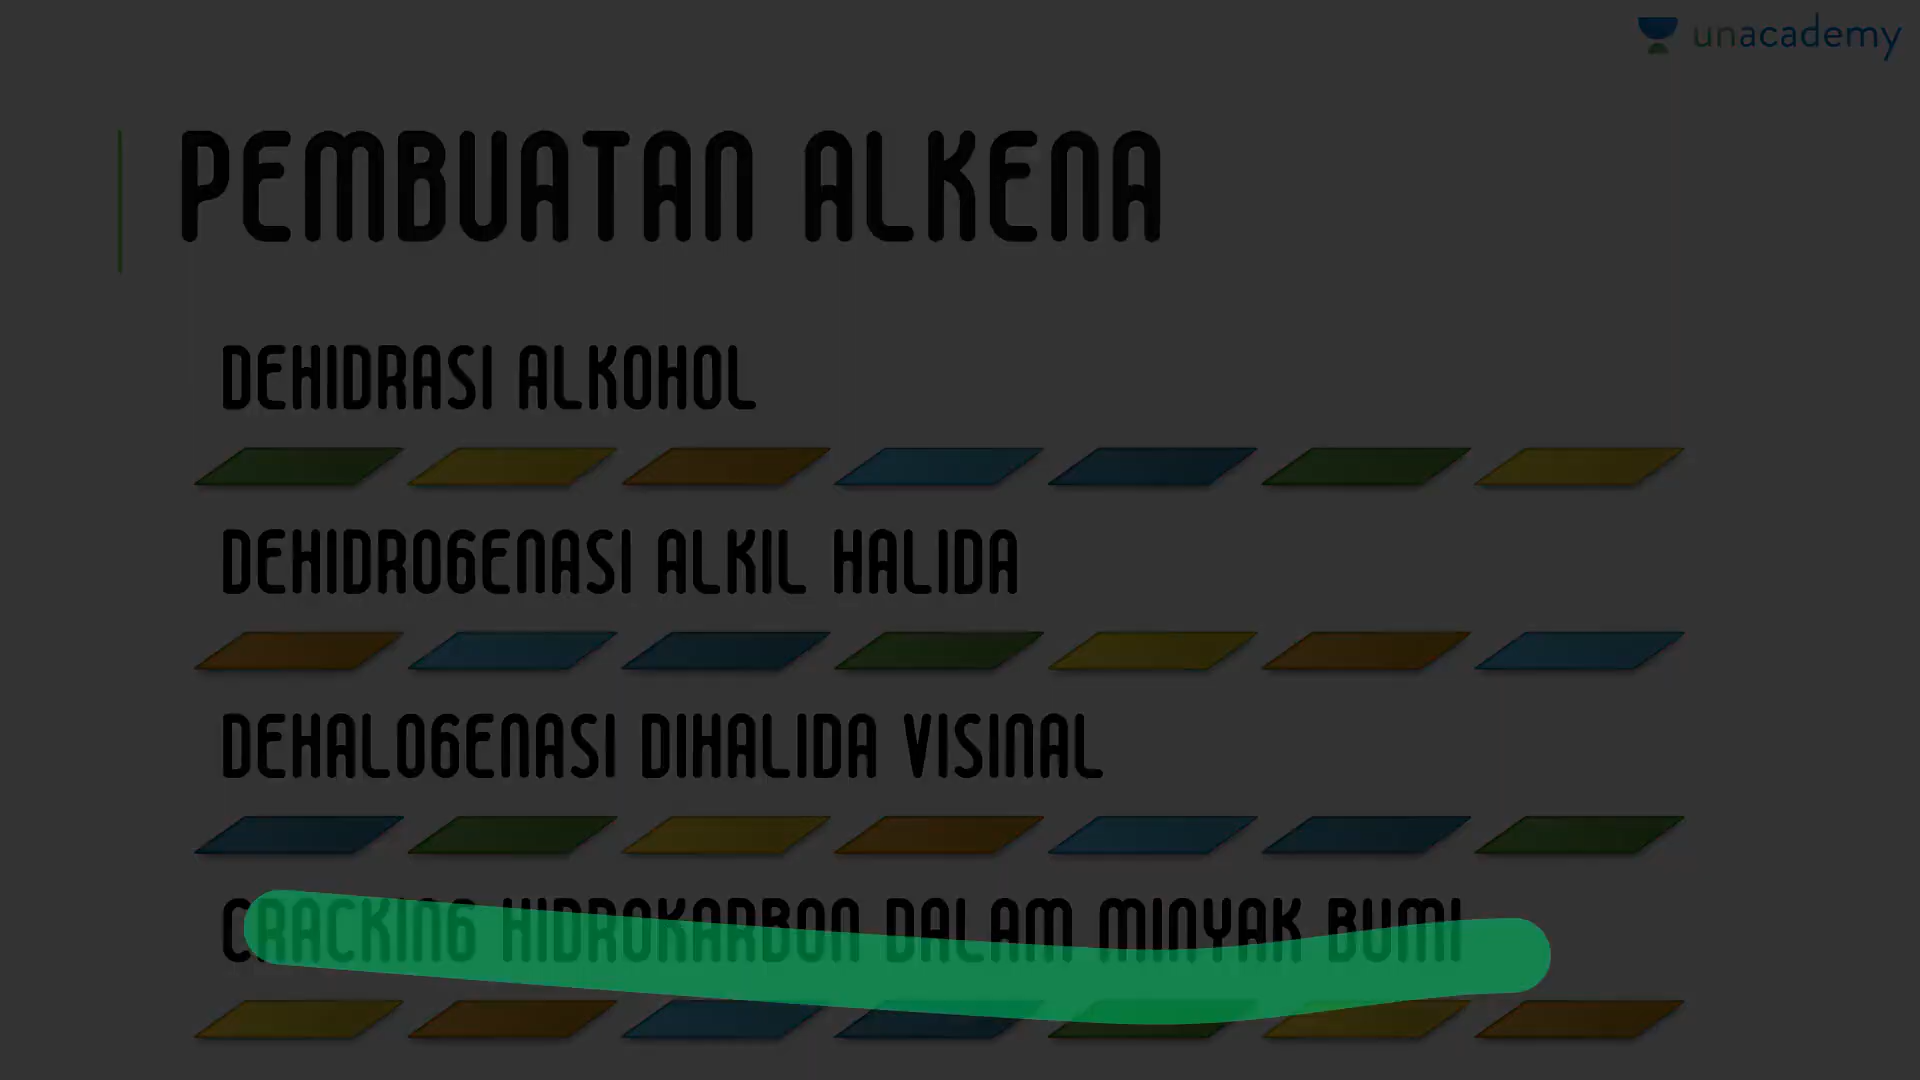 unacademy
PEMBUATAN ALKENA
DEHIDRASI ALKOHOL
DEHIDROGENASI ALKIL HALIDA
DEHALOGENASI DIHALIDA VISINAL
CRACKING HIDROKARBON DALAM MINYAK BUMI